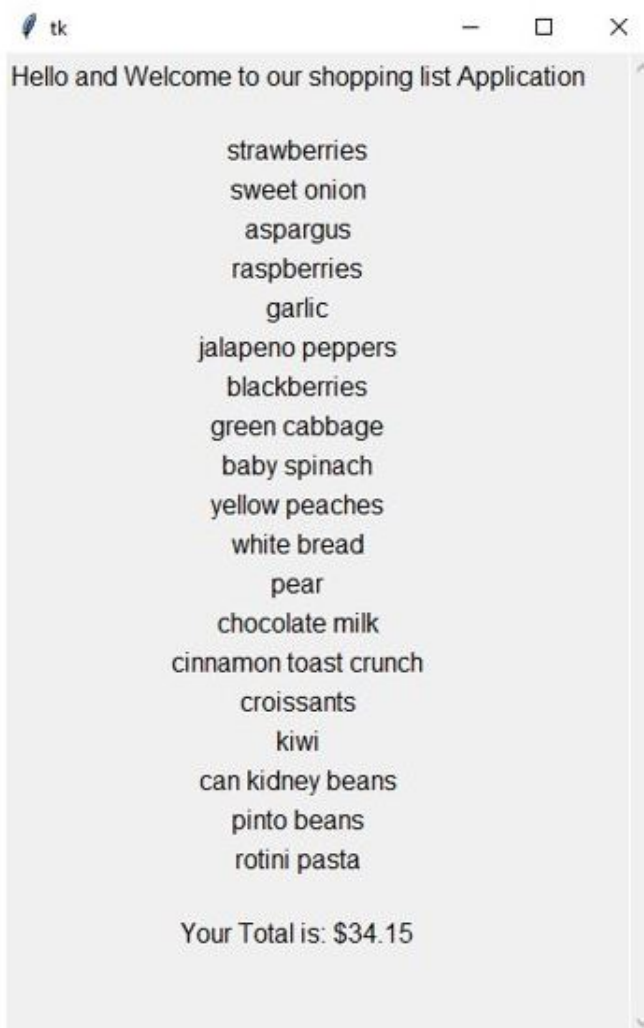 tk
Hello and Welcome to our shopping list Application
strawberries
sweet onion
aspargus
raspberries
garlic
jalapeno peppers
blackberries
green cabbage
baby spinach
yellow peaches
white bread
pear
chocolate milk
cinnamon toast crunch
croissants
kiwi
can kidney beans
pinto beans
rotini pasta
Your Total is: $34.15